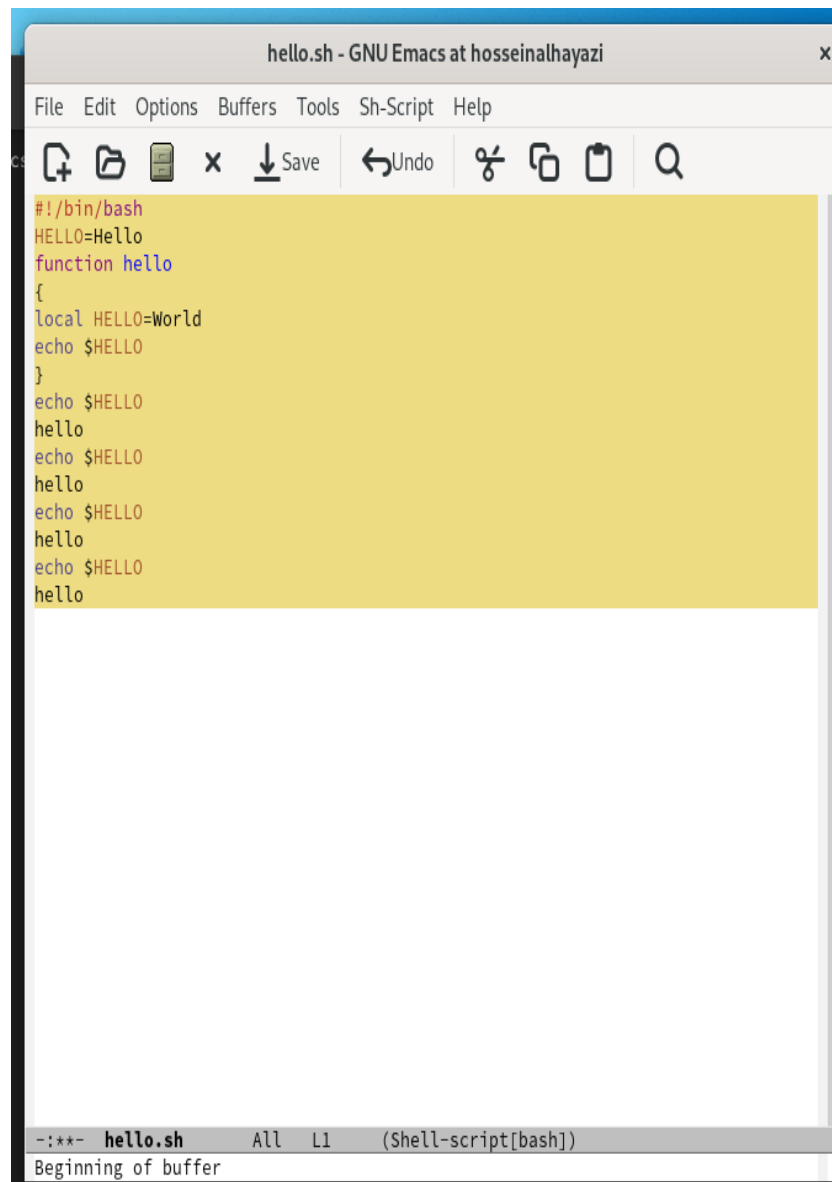 hello.sh - GNU Emacs at hosseinalhayazi x
File Edit Options Buffers Tools Sh-Script Help
cs
Save Undo
#!/bin/bash
HELLO=Hello
function hello
{
local HELLO=World
echo $HELLO
}
echo $HELLO
hello
echo $HELLO
hello
echo $HELLO
hello
echo $HELLO
hello
-:**- hello.sh All L1 (Shell-script[bash])
Beginning of buffer